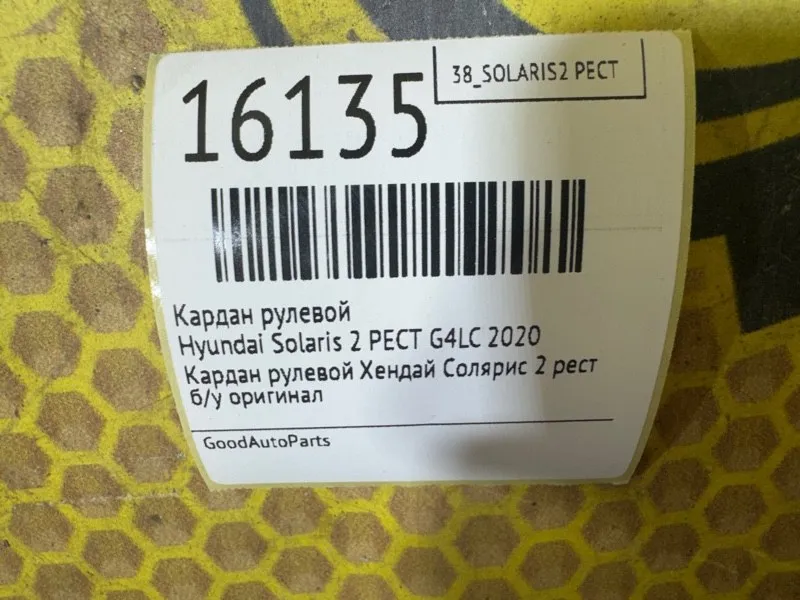 16135
38_SOLARIS2 РЕСТ
Кардан рулевой
Hyundai Solaris 2 РЕСТ G4LC 2020
Кардан рулевой Хендай Солярис 2 рест
б/у оригинал
GoodAutoParts